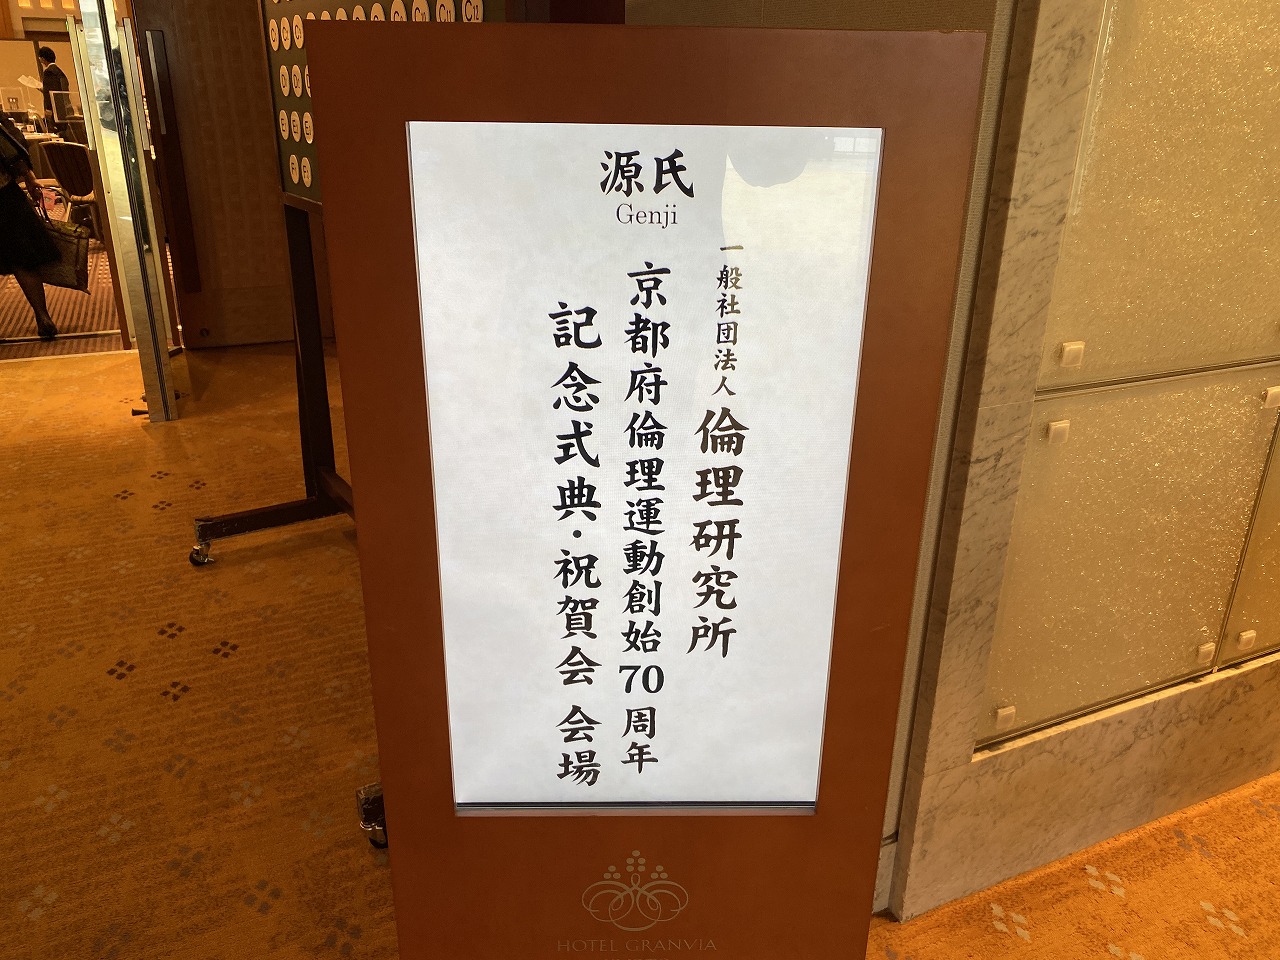 源氏
Genji
一般社団法人 倫理研究所
京都府倫理運動創始70周年
記念式典・祝賀会 会場
HOTEL GRANVIA